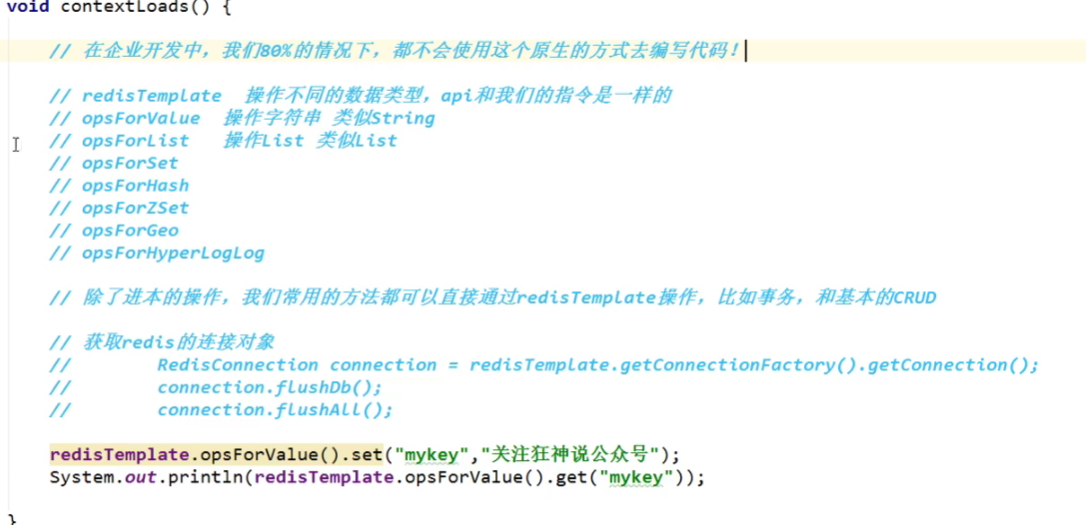 void contextLoads() {
// 在企业开发中，我们80%的情况下，都不会使用这个原生的方式去编写代码！
// redisTemplate 操作不同的数据类型，api和我们的指令是一样的
// opsForValue 操作字符串 类似String
// opsForList 操作List 类似List
// opsForSet
// opsForHash
// opsForZSet
// opsForGeo
// opsForHyperLogLog
// 除了进本的操作，我们常用的方法都可以直接通过redisTemplate操作，比如事务，和基本的CRUD
// 获取redis的连接对象
// RedisConnection connection = redisTemplate.getConnectionFactory().getConnection();
// connection.flushDb();
// connection.flushAll();
redisTemplate.opsForValue().set("mykey","关注狂神说公众号");
System.out.println(redisTemplate.opsForValue().get("mykey"));
}